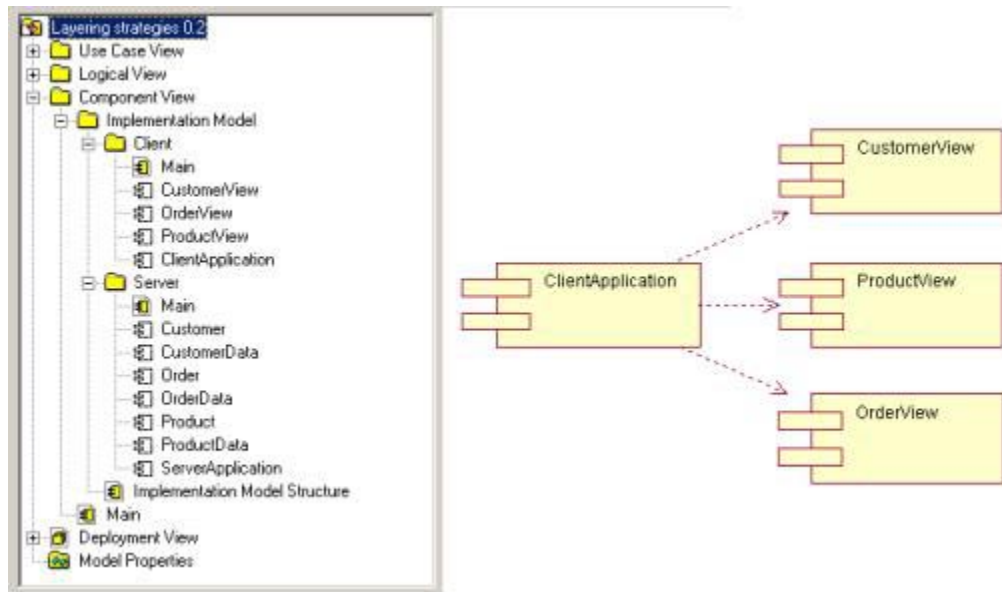 Layering strategies 0.2
Use Case View
Logical View
Component View
Implementation Model
Client
Main
CustomerView
OrderView
ProductView
ClientApplication
Server
Main
Customer
CustomerData
Order
OrderData
Product
ProductData
ServerApplication
Implementation Model Structure
Main
Deployment View
Model Properties
CustomerView
ClientApplication
ProductView
OrderView